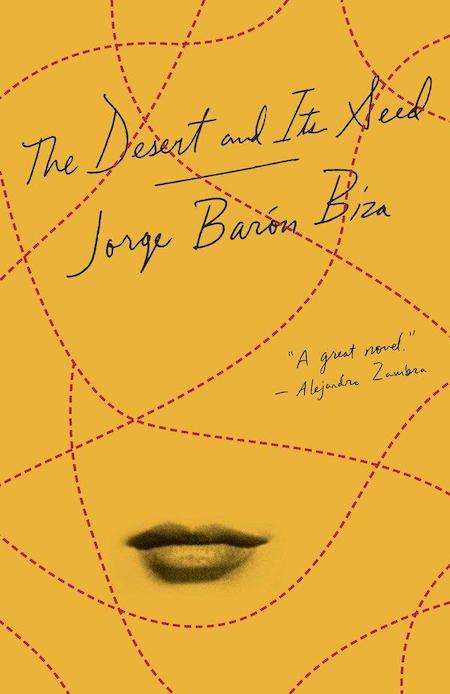 The Desert and Its Seed
Jorge Barón Biza
"A great novel."
— Alejandro Zambra